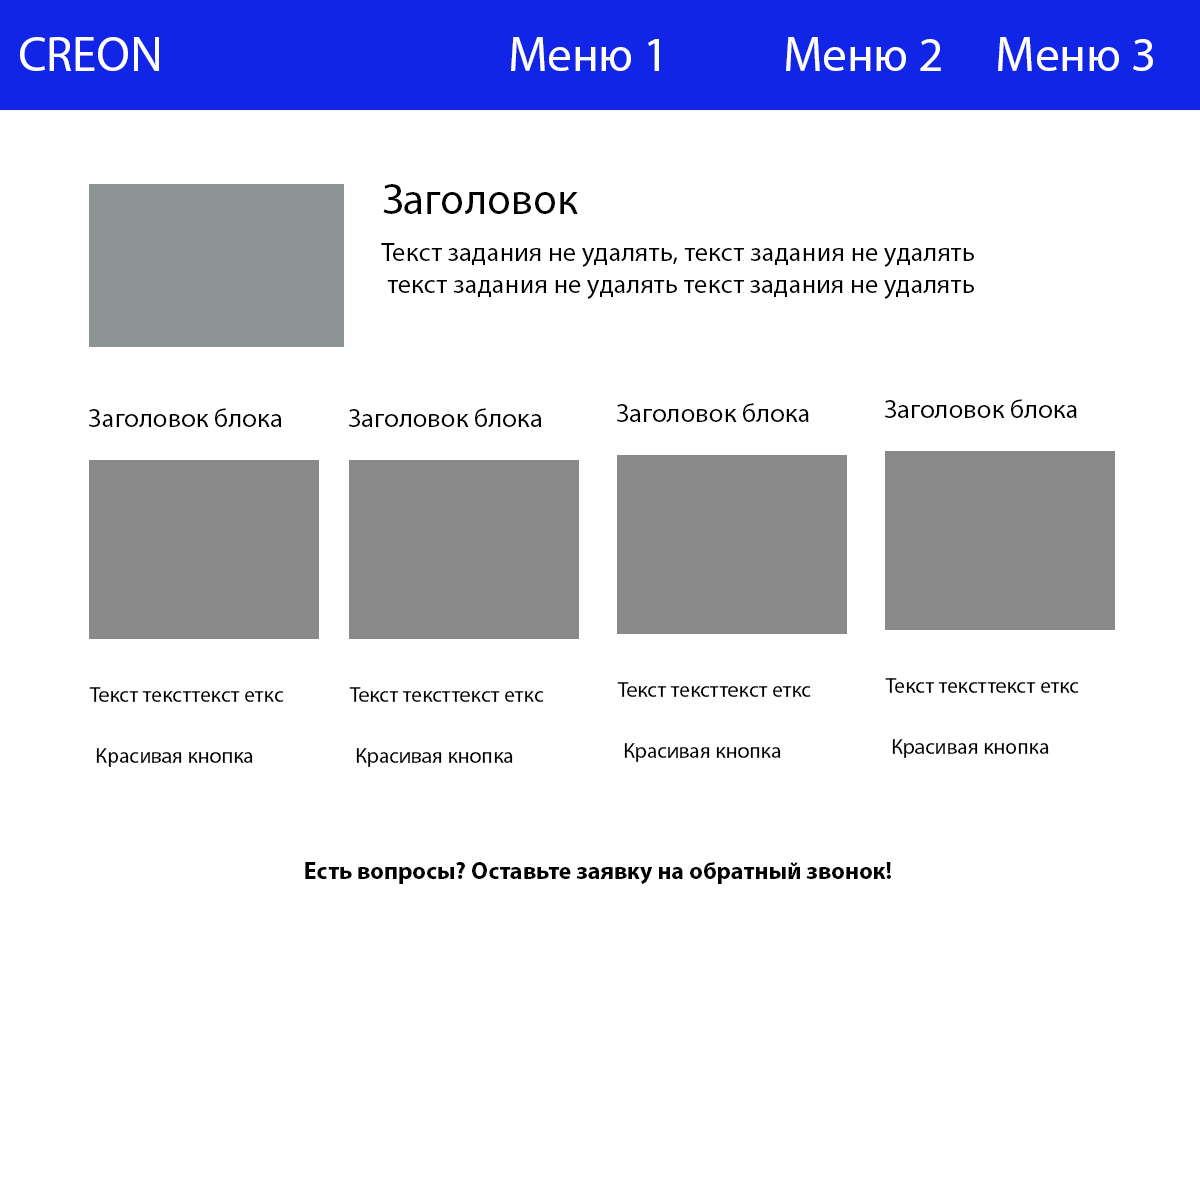 CREON
Меню 1
Меню 2
Меню 3
Заголовок
Текст задания не удалять, текст задания не удалять
текст задания не удалять текст задания не удалять
Заголовок блока
Заголовок блока
Заголовок блока
Заголовок блока
Текст тексттекст еткс
Текст тексттекст еткс
Текст тексттекст еткс
Текст тексттекст еткс
Красивая кнопка
Красивая кнопка
Красивая кнопка
Красивая кнопка
Есть вопросы? Оставьте заявку на обратный звонок!